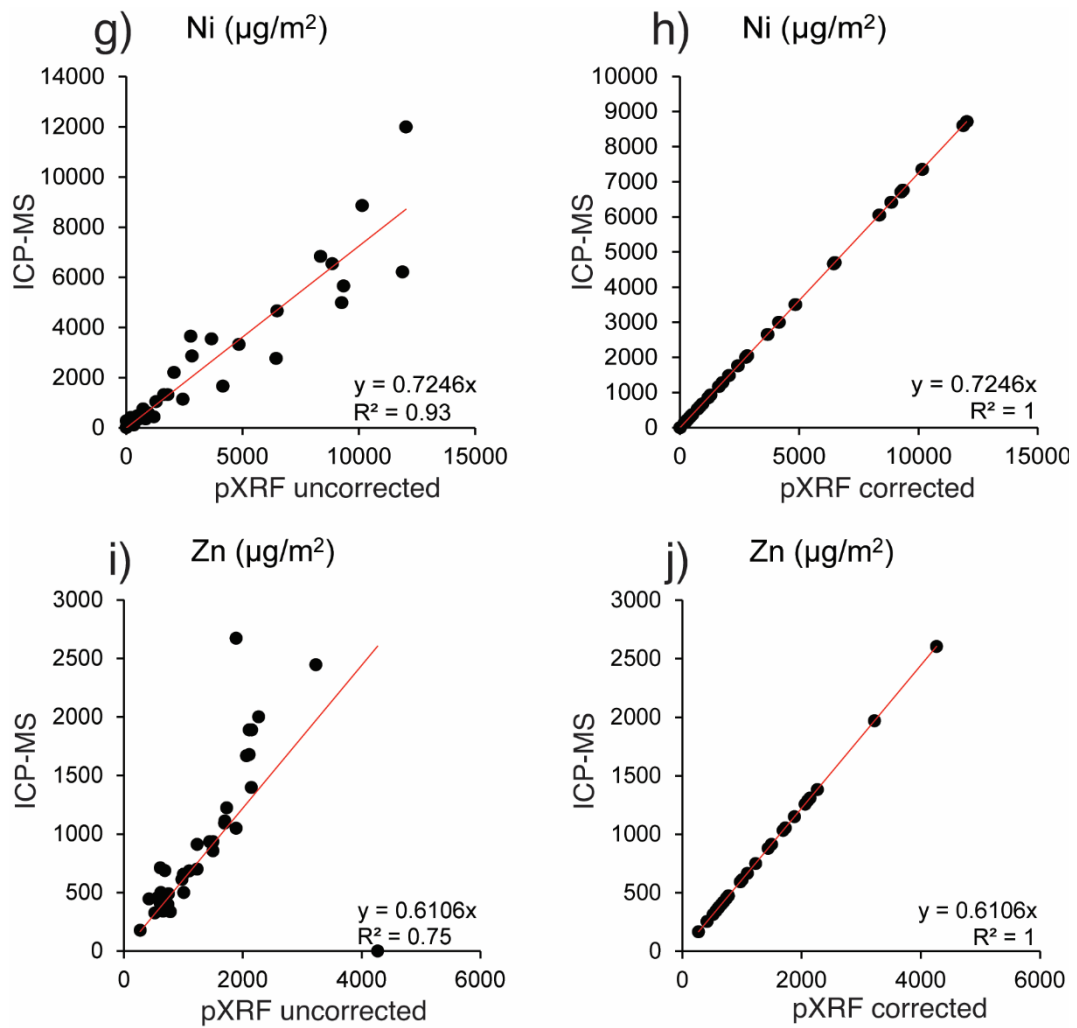 g) Ni (µg/m²)
14000
12000
10000
8000
6000
4000
2000
0
ICP-MS
0 5000 10000 15000
pXRF uncorrected
y = 0.7246x
R² = 0.93
h) Ni (µg/m²)
10000
9000
8000
7000
6000
5000
4000
3000
2000
1000
0
ICP-MS
0 5000 10000 15000
pXRF corrected
y = 0.7246x
R² = 1
i) Zn (µg/m²)
3000
2500
2000
1500
1000
500
0
ICP-MS
0 2000 4000 6000
pXRF uncorrected
y = 0.6106x
R² = 0.75
j) Zn (µg/m²)
3000
2500
2000
1500
1000
500
0
ICP-MS
0 2000 4000 6000
pXRF corrected
y = 0.6106x
R² = 1